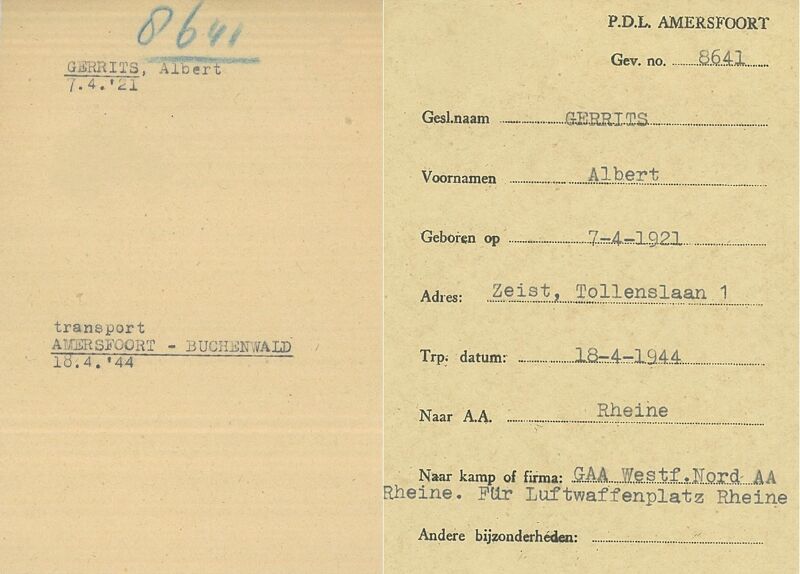 8641
GERRITS, Albert
7.4.'21
transport
AMERSFOORT - BUCHENWALD
18.4.'44
P.D.L. AMERSFOORT
Gev. no. 8641
Gesl.naam GERRITS
Voornamen Albert
Geboren op 7-4-1921
Adres: Zeist, Tollenslaan 1
Trp. datum: 18-4-1944
Naar A.A. Rheine
Naar kamp of firma: GAA Westf.Nord AA
Rheine. Für Luftwaffenplatz Rheine
Andere bijzonderheden: